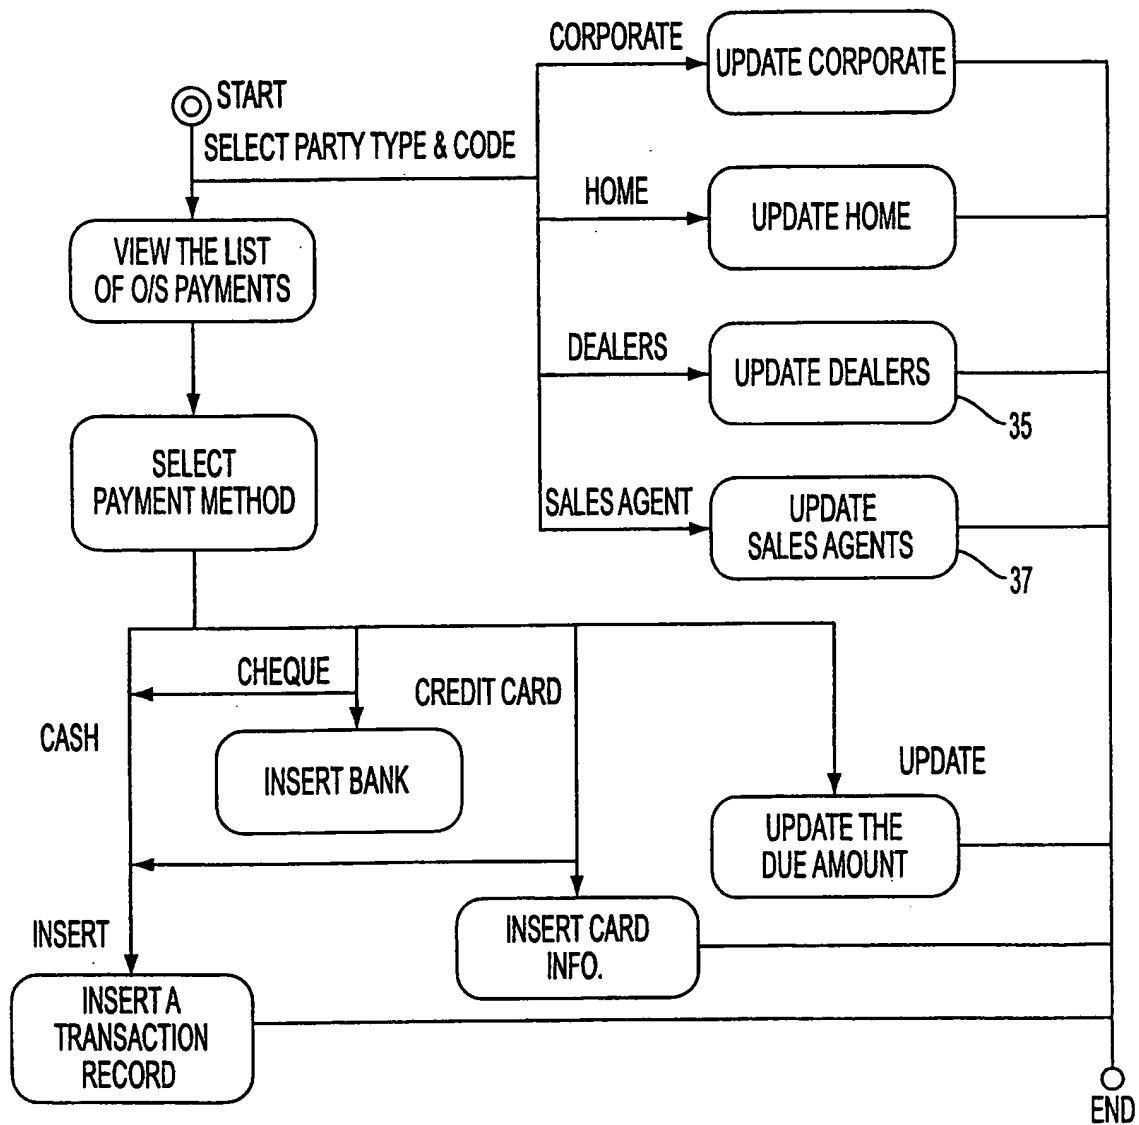 START
SELECT PARTY TYPE & CODE
CORPORATE
UPDATE CORPORATE
HOME
UPDATE HOME
VIEW THE LIST
OF O/S PAYMENTS
DEALERS
UPDATE DEALERS
35
SELECT
PAYMENT METHOD
SALES AGENT
UPDATE
SALES AGENTS
37
CHEQUE
CREDIT CARD
CASH
INSERT BANK
UPDATE
UPDATE THE
DUE AMOUNT
INSERT CARD
INFO.
INSERT
INSERT A
TRANSACTION
RECORD
END